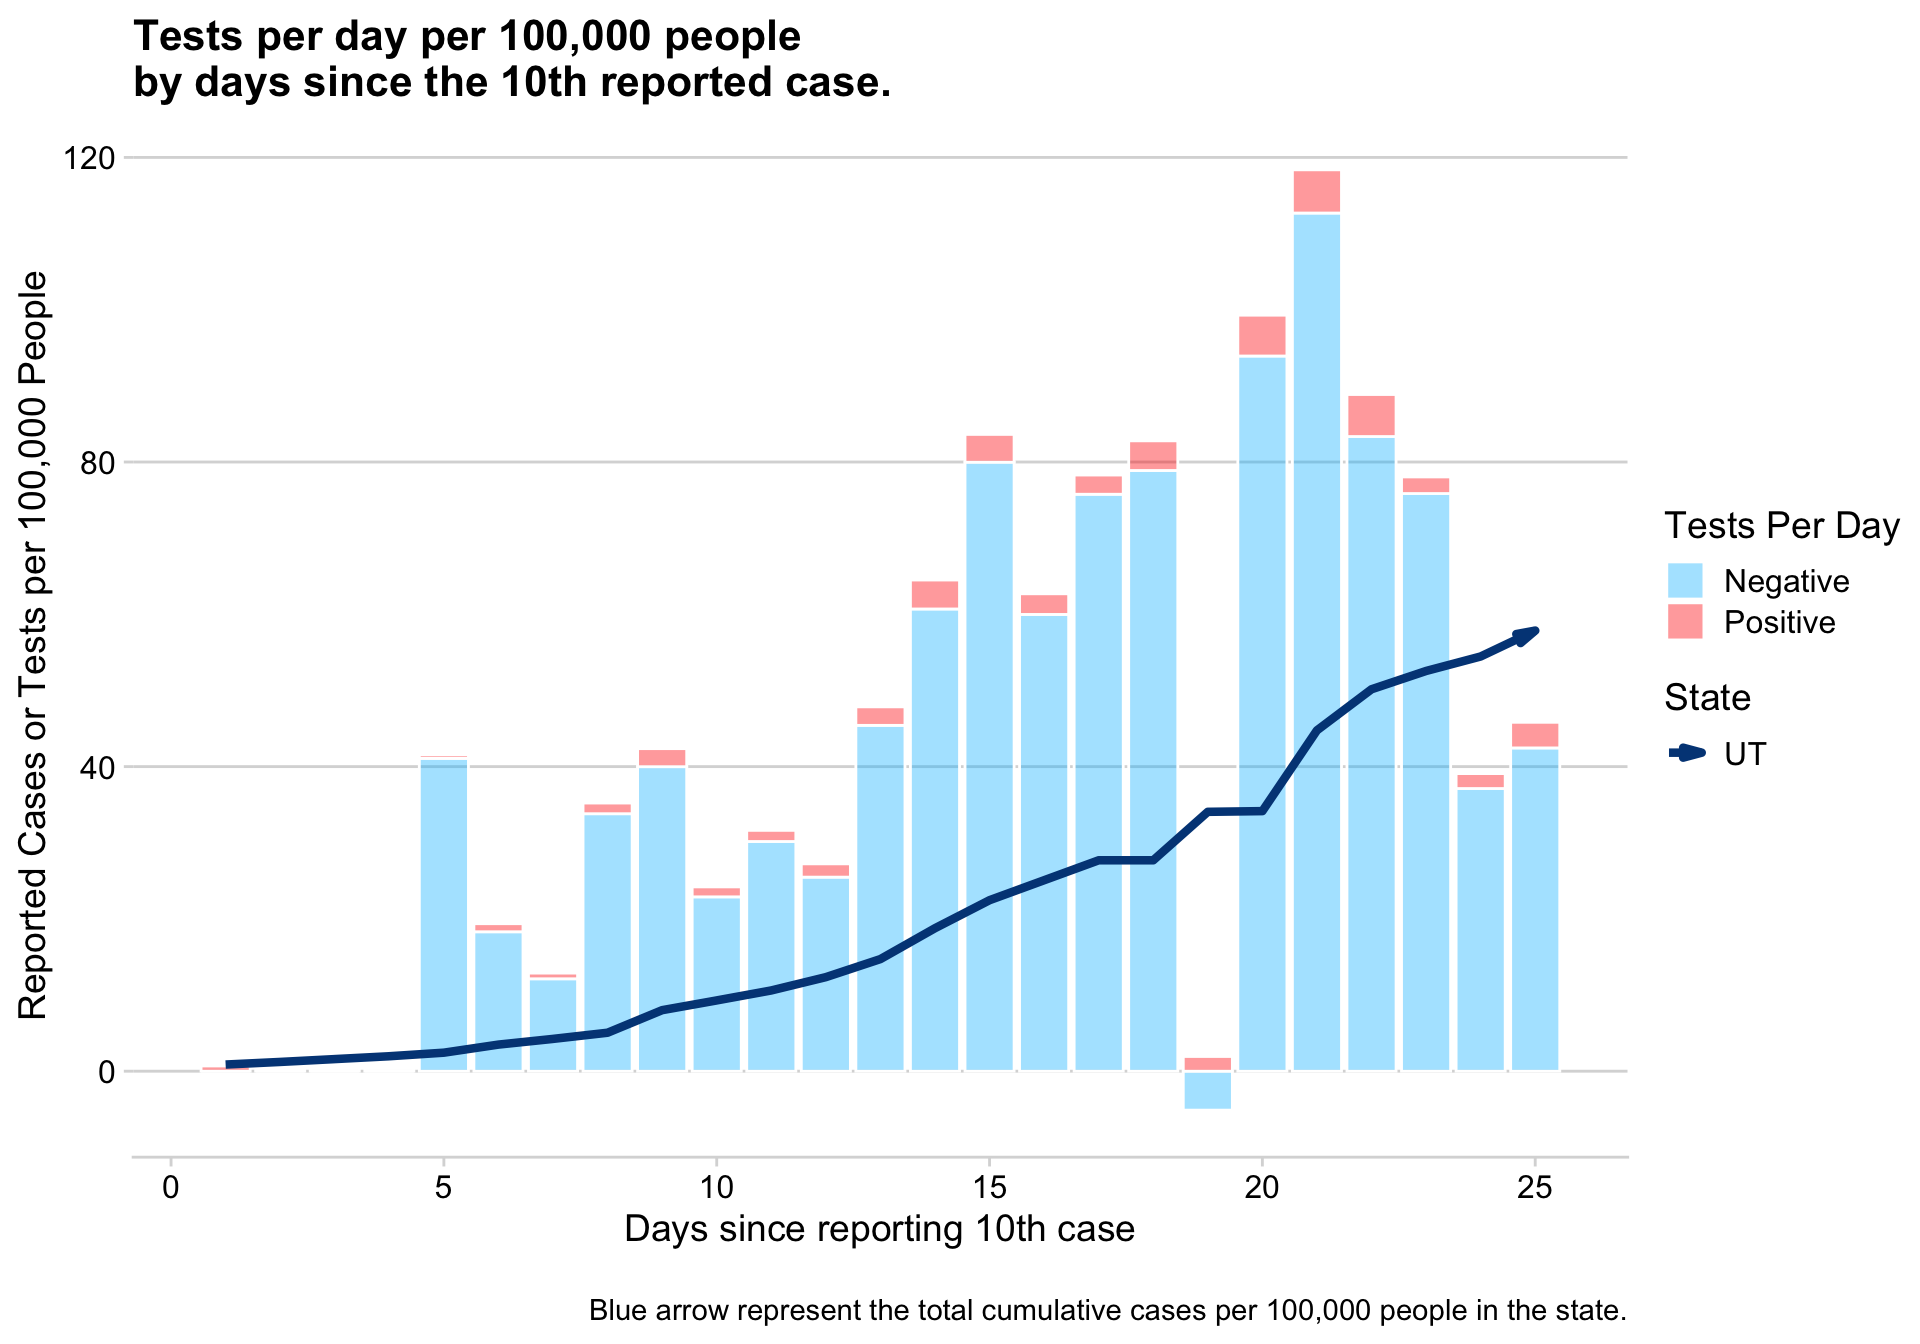 Tests per day per 100,000 people
by days since the 10th reported case.
Reported Cases or Tests per 100,000 People
120
80
40
0
0 5 10 15 20 25
Days since reporting 10th case
Tests Per Day
Negative
Positive
State
UT
Blue arrow represent the total cumulative cases per 100,000 people in the state.